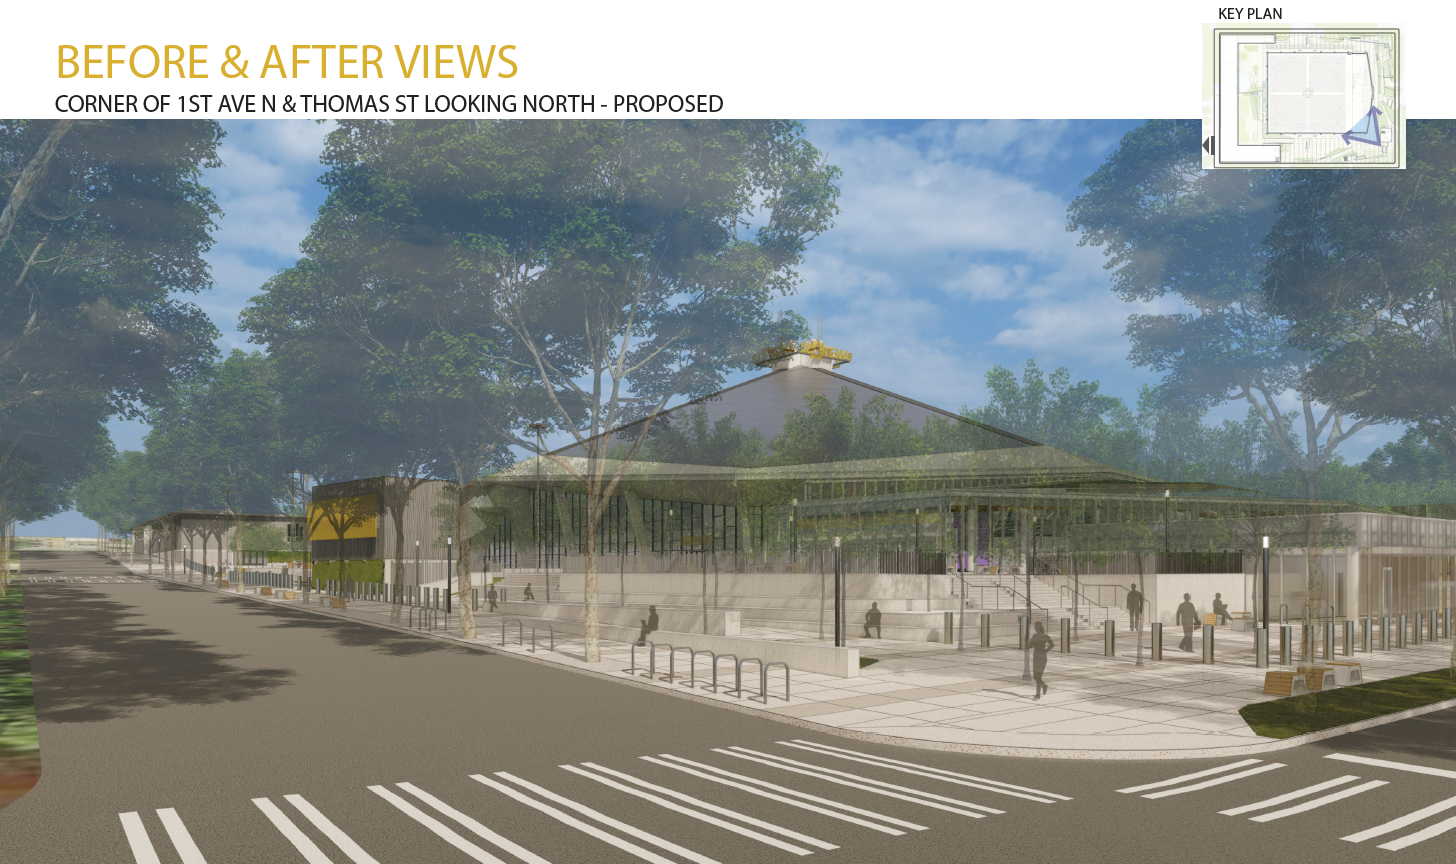 KEY PLAN
BEFORE & AFTER VIEWS
CORNER OF 1ST AVE N & THOMAS ST LOOKING NORTH - PROPOSED